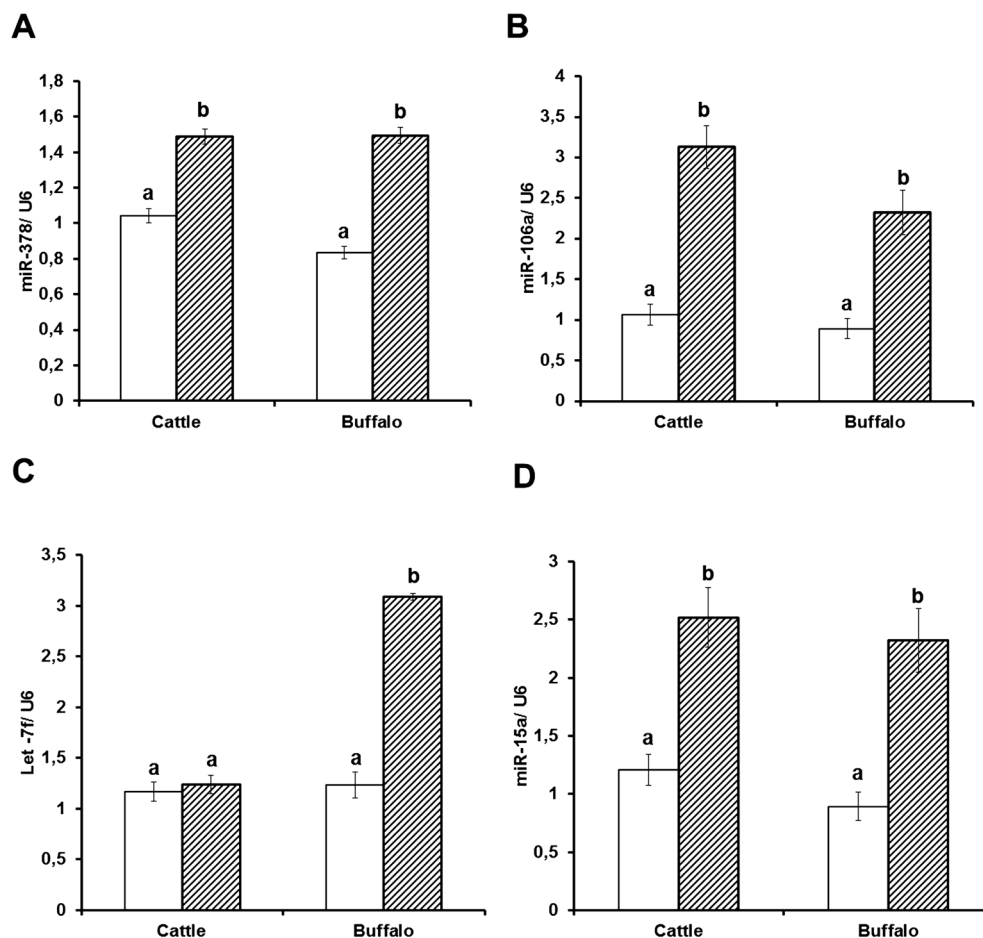 A
miR-378/ U6
1,8
1,6
1,4
1,2
1
0,8
0,6
0,4
0,2
0
a
b
a
b
Cattle
Buffalo
B
miR-106a/ U6
4
3,5
3
2,5
2
1,5
1
0,5
0
a
b
a
b
Cattle
Buffalo
C
Let -7f/ U6
3,5
3
2,5
2
1,5
1
0,5
0
a
a
a
b
Cattle
Buffalo
D
miR-15a/ U6
3
2,5
2
1,5
1
0,5
0
a
b
a
b
Cattle
Buffalo